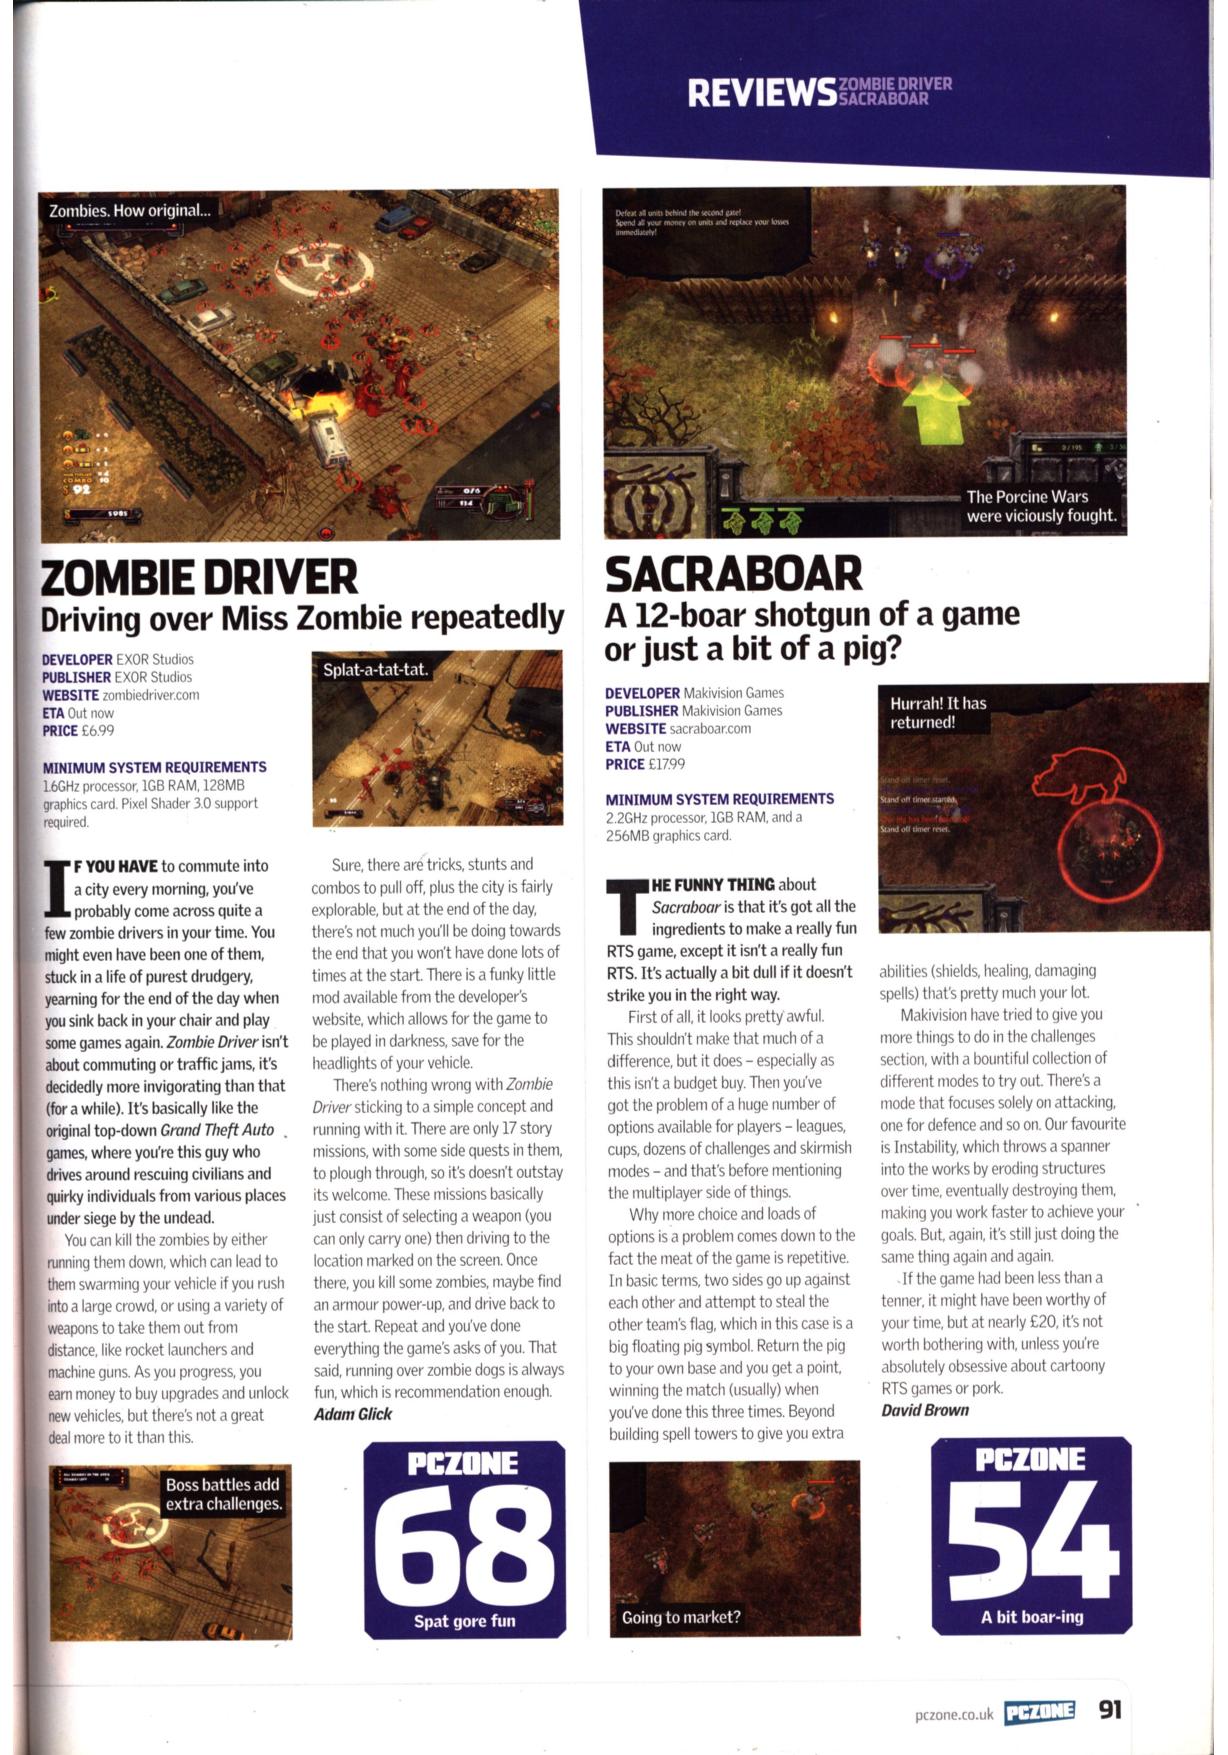 REVIEWS ZOMBIE DRIVER
SACRABOAR
Zombies. How original...
92
5985
0/6
134
ZOMBIE DRIVER
Driving over Miss Zombie repeatedly
DEVELOPER EXOR Studios
PUBLISHER EXOR Studios
WEBSITE zombiedriver.com
ETA Out now
PRICE £6.99
MINIMUM SYSTEM REQUIREMENTS
1.6GHz processor, 1GB RAM, 128MB
graphics card. Pixel Shader 3.0 support
required.
Splat-a-tat-tat.
IF YOU HAVE to commute into
a city every morning, you've
probably come across quite a
few zombie drivers in your time. You
might even have been one of them,
stuck in a life of purest drudgery,
yearning for the end of the day when
you sink back in your chair and play
some games again. Zombie Driver isn't
about commuting or traffic jams, it's
decidedly more invigorating than that
(for a while). It's basically like the
original top-down Grand Theft Auto
games, where you're this guy who
drives around rescuing civilians and
quirky individuals from various places
under siege by the undead.
You can kill the zombies by either
running them down, which can lead to
them swarming your vehicle if you rush
into a large crowd, or using a variety of
weapons to take them out from
distance, like rocket launchers and
machine guns. As you progress, you
earn money to buy upgrades and unlock
new vehicles, but there's not a great
deal more to it than this.
Boss battles add
extra challenges.
Sure, there are tricks, stunts and
combos to pull off, plus the city is fairly
explorable, but at the end of the day,
there's not much you'll be doing towards
the end that you won't have done lots of
times at the start. There is a funky little
mod available from the developer's
website, which allows for the game to
be played in darkness, save for the
headlights of your vehicle.
There's nothing wrong with Zombie
Driver sticking to a simple concept and
running with it. There are only 17 story
missions, with some side quests in them,
to plough through, so it's doesn't outstay
its welcome. These missions basically
just consist of selecting a weapon (you
can only carry one) then driving to the
location marked on the screen. Once
there, you kill some zombies, maybe find
an armour power-up, and drive back to
the start. Repeat and you've done
everything the game's asks of you. That
said, running over zombie dogs is always
fun, which is recommendation enough.
Adam Glick
PCZONE
68
Spat gore fun
Defeat all units behind the second gate!
Spend all your money on units and replace your losses
immediately!
The Porcine Wars
were viciously fought.
SACRABOAR
A 12-boar shotgun of a game
or just a bit of a pig?
DEVELOPER Makivision Games
PUBLISHER Makivision Games
WEBSITE sacraboar.com
ETA Out now
PRICE £17.99
MINIMUM SYSTEM REQUIREMENTS
2.2GHz processor, 1GB RAM, and a
256MB graphics card.
Hurrah! It has
returned!
Stand off timer reset.
Stand off timer started.
Stand off timer reset.
THE FUNNY THING about
Sacraboar is that it's got all the
ingredients to make a really fun
RTS game, except it isn't a really fun
RTS. It's actually a bit dull if it doesn't
strike you in the right way.
First of all, it looks pretty awful.
This shouldn't make that much of a
difference, but it does – especially as
this isn't a budget buy. Then you've
got the problem of a huge number of
options available for players – leagues,
cups, dozens of challenges and skirmish
modes – and that's before mentioning
the multiplayer side of things.
Why more choice and loads of
options is a problem comes down to the
fact the meat of the game is repetitive.
In basic terms, two sides go up against
each other and attempt to steal the
other team's flag, which in this case is a
big floating pig symbol. Return the pig
to your own base and you get a point,
winning the match (usually) when
you've done this three times. Beyond
building spell towers to give you extra
Going to market?
abilities (shields, healing, damaging
spells) that's pretty much your lot.
Makivision have tried to give you
more things to do in the challenges
section, with a bountiful collection of
different modes to try out. There's a
mode that focuses solely on attacking,
one for defence and so on. Our favourite
is Instability, which throws a spanner
into the works by eroding structures
over time, eventually destroying them,
making you work faster to achieve your
goals. But, again, it's still just doing the
same thing again and again.
If the game had been less than a
tenner, it might have been worthy of
your time, but at nearly £20, it's not
worth bothering with, unless you're
absolutely obsessive about cartoony
RTS games or pork.
David Brown
PCZONE
54
A bit boar-ing
pczone.co.uk PCZONE 91